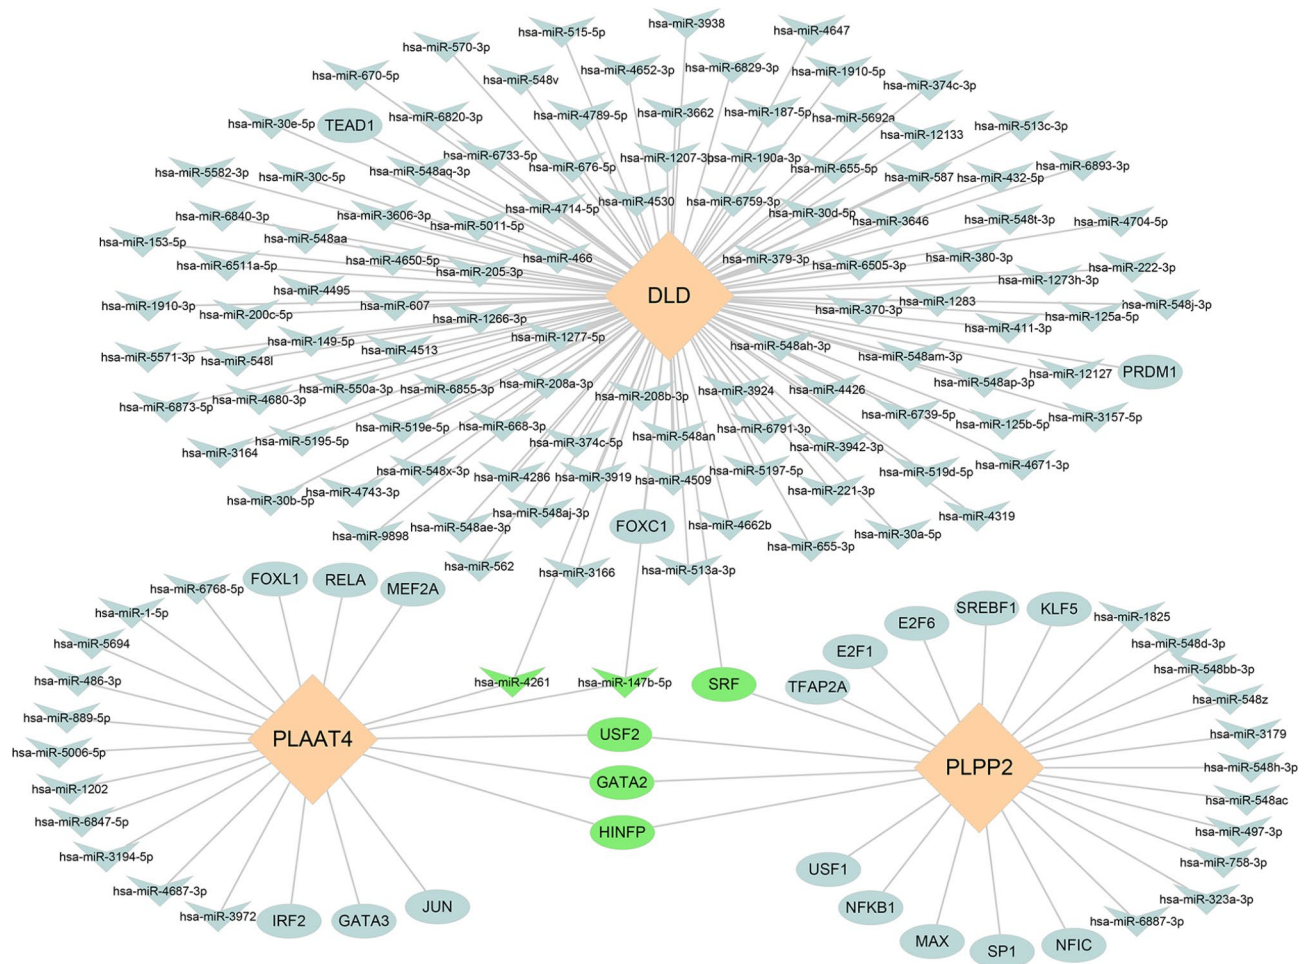 hsa-miR-3938
hsa-miR-515-5p
hsa-miR-4647
hsa-miR-570-3p
hsa-miR-670-5p
hsa-miR-548v
hsa-miR-4652-3p
hsa-miR-6829-3p
hsa-miR-1910-5p
hsa-miR-374c-3p
hsa-miR-30e-5p
TEAD1
hsa-miR-6820-3p
hsa-miR-4789-5p
hsa-miR-3662
hsa-miR-187-5p
hsa-miR-5692a
hsa-miR-12133
hsa-miR-513c-3p
hsa-miR-5582-3p
hsa-miR-30c-5p
hsa-miR-548aq-3p
hsa-miR-6733-5p
hsa-miR-676-5p
hsa-miR-1207-3p
hsa-miR-190a-3p
hsa-miR-655-5p
hsa-miR-587
hsa-miR-432-5p
hsa-miR-6893-3p
hsa-miR-6840-3p
hsa-miR-3606-3p
hsa-miR-5011-5p
hsa-miR-4714-5p
hsa-miR-4530
hsa-miR-6759-3p
hsa-miR-30d-5p
hsa-miR-3646
hsa-miR-548t-3p
hsa-miR-4704-5p
hsa-miR-153-5p
hsa-miR-548aa
hsa-miR-6511a-5p
hsa-miR-4650-5p
hsa-miR-205-3p
hsa-miR-466
hsa-miR-379-3p
hsa-miR-6505-3p
hsa-miR-380-3p
hsa-miR-1273h-3p
hsa-miR-222-3p
DLD
hsa-miR-1910-3p
hsa-miR-4495
hsa-miR-200c-5p
hsa-miR-607
hsa-miR-1266-3p
hsa-miR-370-3p
hsa-miR-1283
hsa-miR-411-3p
hsa-miR-125a-5p
hsa-miR-548j-3p
hsa-miR-5571-3p
hsa-miR-548l
hsa-miR-149-5p
hsa-miR-4513
hsa-miR-1277-5p
hsa-miR-548ah-3p
hsa-miR-548am-3p
hsa-miR-548ap-3p
hsa-miR-12127
PRDM1
hsa-miR-6873-5p
hsa-miR-4680-3p
hsa-miR-550a-3p
hsa-miR-6855-3p
hsa-miR-208a-3p
hsa-miR-208b-3p
hsa-miR-3924
hsa-miR-4426
hsa-miR-6739-5p
hsa-miR-125b-5p
hsa-miR-3157-5p
hsa-miR-3164
hsa-miR-5195-5p
hsa-miR-519e-5p
hsa-miR-668-3p
hsa-miR-374c-5p
hsa-miR-548an
hsa-miR-6791-3p
hsa-miR-3942-3p
hsa-miR-519d-5p
hsa-miR-4671-3p
hsa-miR-30b-5p
hsa-miR-4743-3p
hsa-miR-548x-3p
hsa-miR-4286
hsa-miR-3919
hsa-miR-4509
hsa-miR-5197-5p
hsa-miR-221-3p
hsa-miR-4319
hsa-miR-9898
hsa-miR-548ae-3p
hsa-miR-548aj-3p
FOXC1
hsa-miR-4662b
hsa-miR-655-3p
hsa-miR-30a-5p
hsa-miR-562
hsa-miR-3166
hsa-miR-513a-3p
hsa-miR-6768-5p
FOXL1
RELA
MEF2A
hsa-miR-1-5p
hsa-miR-5694
hsa-miR-486-3p
hsa-miR-889-5p
hsa-miR-5006-5p
hsa-miR-1202
hsa-miR-6847-5p
hsa-miR-3194-5p
hsa-miR-4687-3p
hsa-miR-3972
IRF2
GATA3
JUN
PLAAT4
hsa-miR-4261
hsa-miR-147b-5p
SRF
USF2
GATA2
HINFP
TFAP2A
E2F1
E2F6
SREBF1
KLF5
hsa-miR-1825
hsa-miR-548d-3p
hsa-miR-548bb-3p
hsa-miR-548z
hsa-miR-3179
hsa-miR-548h-3p
hsa-miR-548ac
hsa-miR-497-3p
hsa-miR-758-3p
hsa-miR-323a-3p
hsa-miR-6887-3p
PLPP2
USF1
NFKB1
MAX
SP1
NFIC